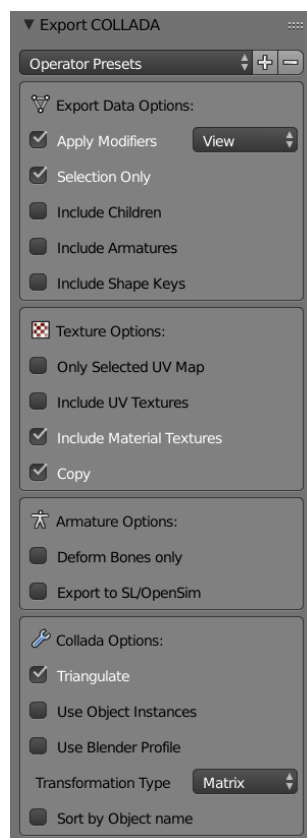 Export COLLADA
Operator Presets
Export Data Options:
Apply Modifiers View
Selection Only
Include Children
Include Armatures
Include Shape Keys
Texture Options:
Only Selected UV Map
Include UV Textures
Include Material Textures
Copy
Armature Options:
Deform Bones only
Export to SL/OpenSim
Collada Options:
Triangulate
Use Object Instances
Use Blender Profile
Transformation Type Matrix
Sort by Object name